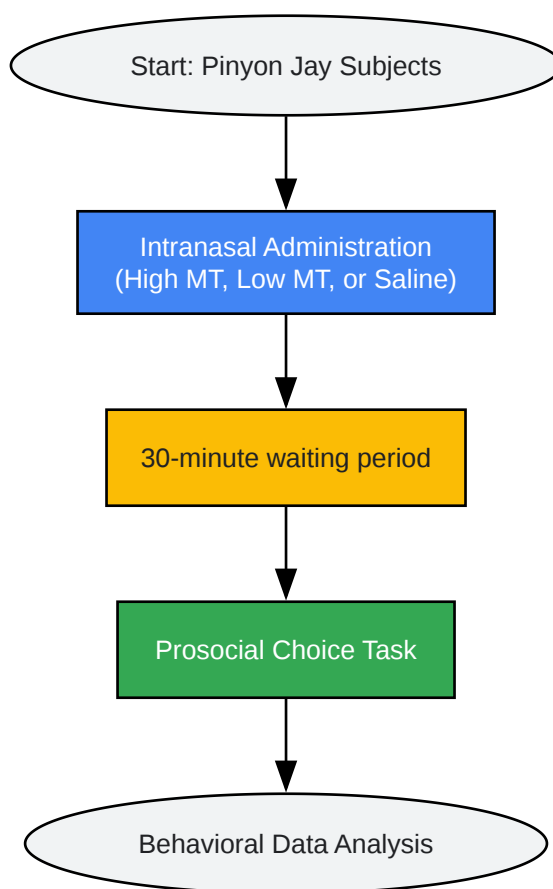 Start: Pinyon Jay Subjects
Intranasal Administration
(High MT, Low MT, or Saline)
30-minute waiting period
Prosocial Choice Task
Behavioral Data Analysis